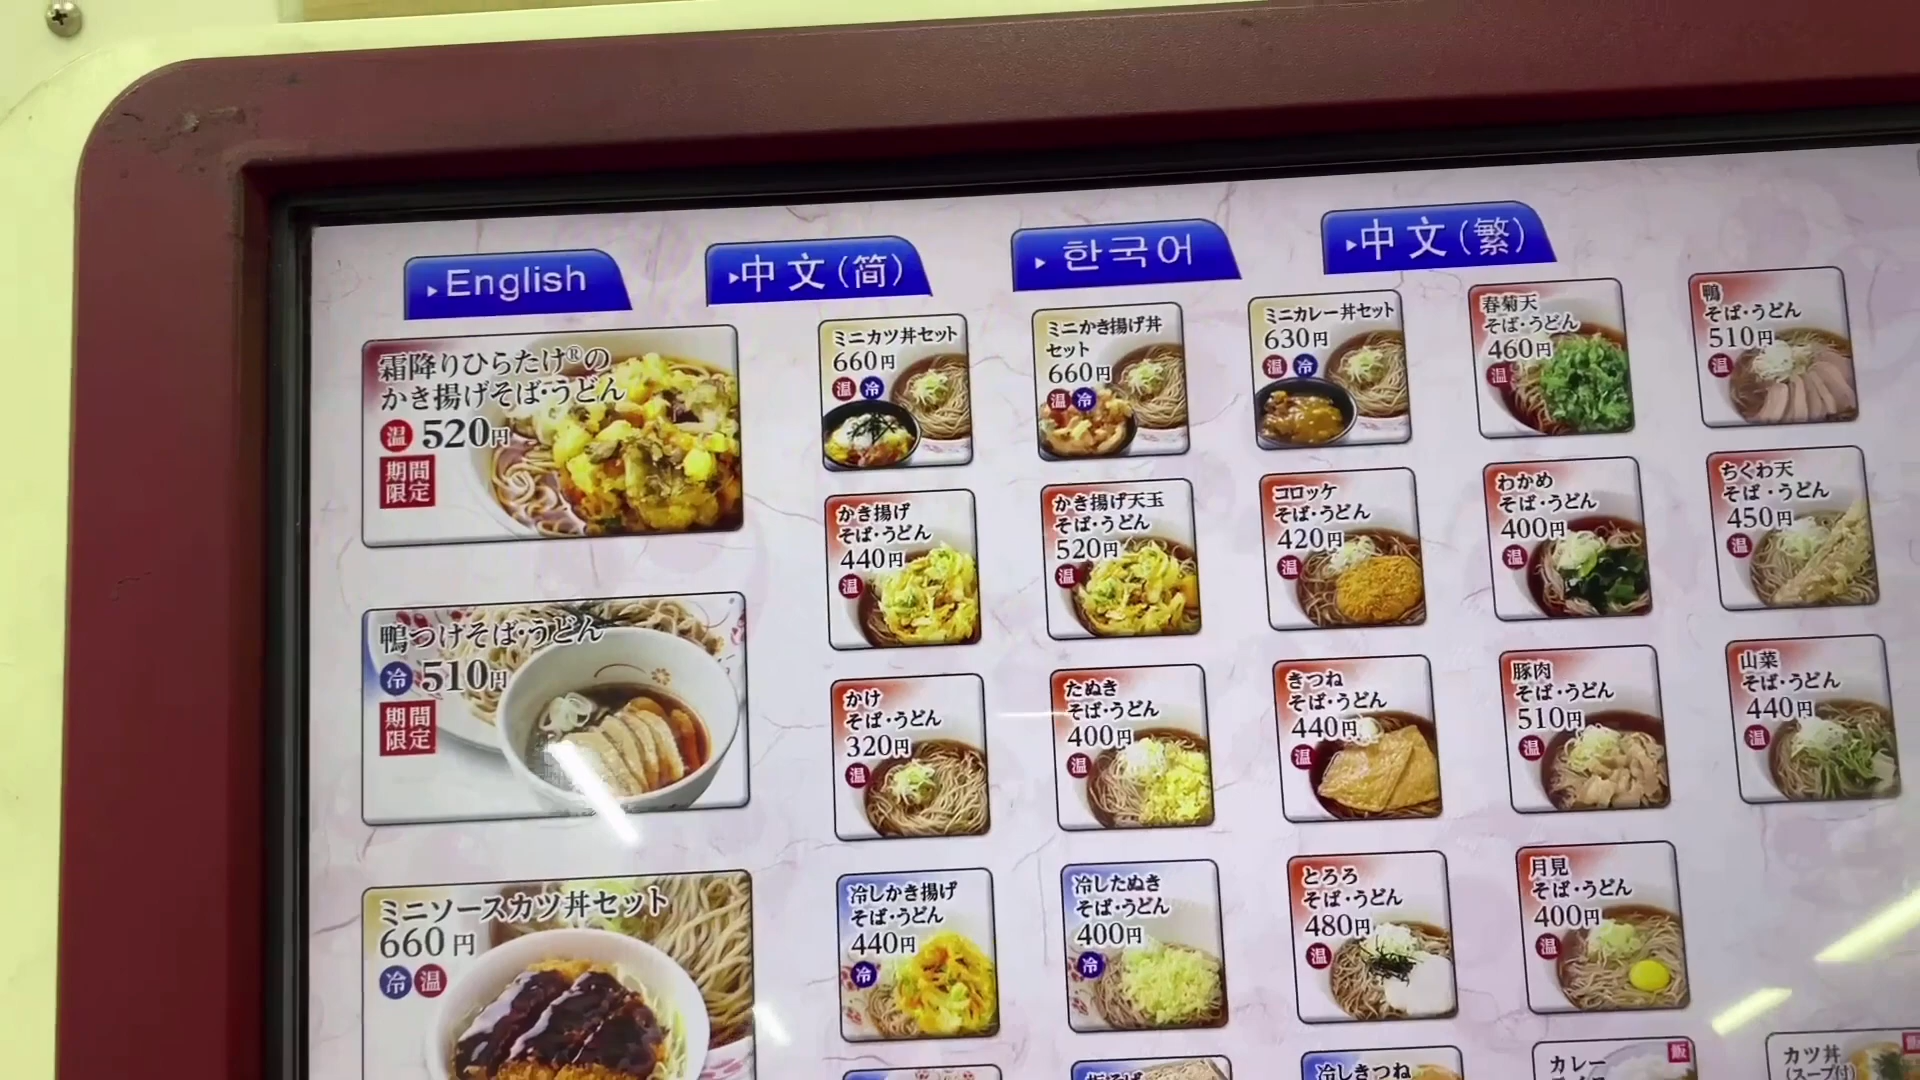 ▸English
▸中文(简)
▸ 한국어
▸中文(繁)
霜降りひらたけ®の
かき揚げそば・うどん
温 520円
期間
限定
ミニカツ丼セット
660円
温 冷
ミニかき揚げ丼
セット
660円
温 冷
ミニカレー丼セット
630円
温 冷
春菊天
そば・うどん
460円
温
鴨
そば・うどん
510円
温
かき揚げ
そば・うどん
440円
温
かき揚げ天玉
そば・うどん
520円
温
コロッケ
そば・うどん
420円
温
わかめ
そば・うどん
400円
温
ちくわ天
そば・うどん
450円
温
鴨つけそば・うどん
冷 510円
期間
限定
かけ
そば・うどん
320円
温
たぬき
そば・うどん
400円
温
きつね
そば・うどん
440円
温
豚肉
そば・うどん
510円
温
山菜
そば・うどん
440円
温
ミニソースカツ丼セット
660円
冷 温
冷しかき揚げ
そば・うどん
440円
冷
冷したぬき
そば・うどん
400円
冷
とろろ
そば・うどん
480円
温
月見
そば・うどん
400円
温
冷しきつね
カレー
飯
カツ丼
(スープ付)